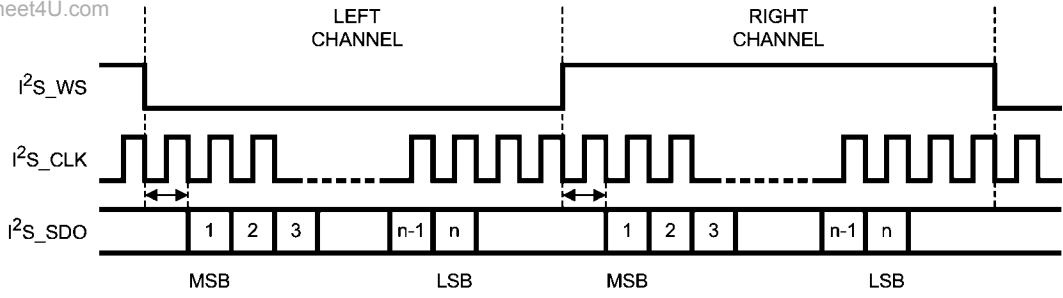 neet4U.com
LEFT
CHANNEL
RIGHT
CHANNEL
I²S_WS
I²S_CLK
I²S_SDO
1 2 3 n-1 n 1 2 3 n-1 n
MSB LSB MSB LSB